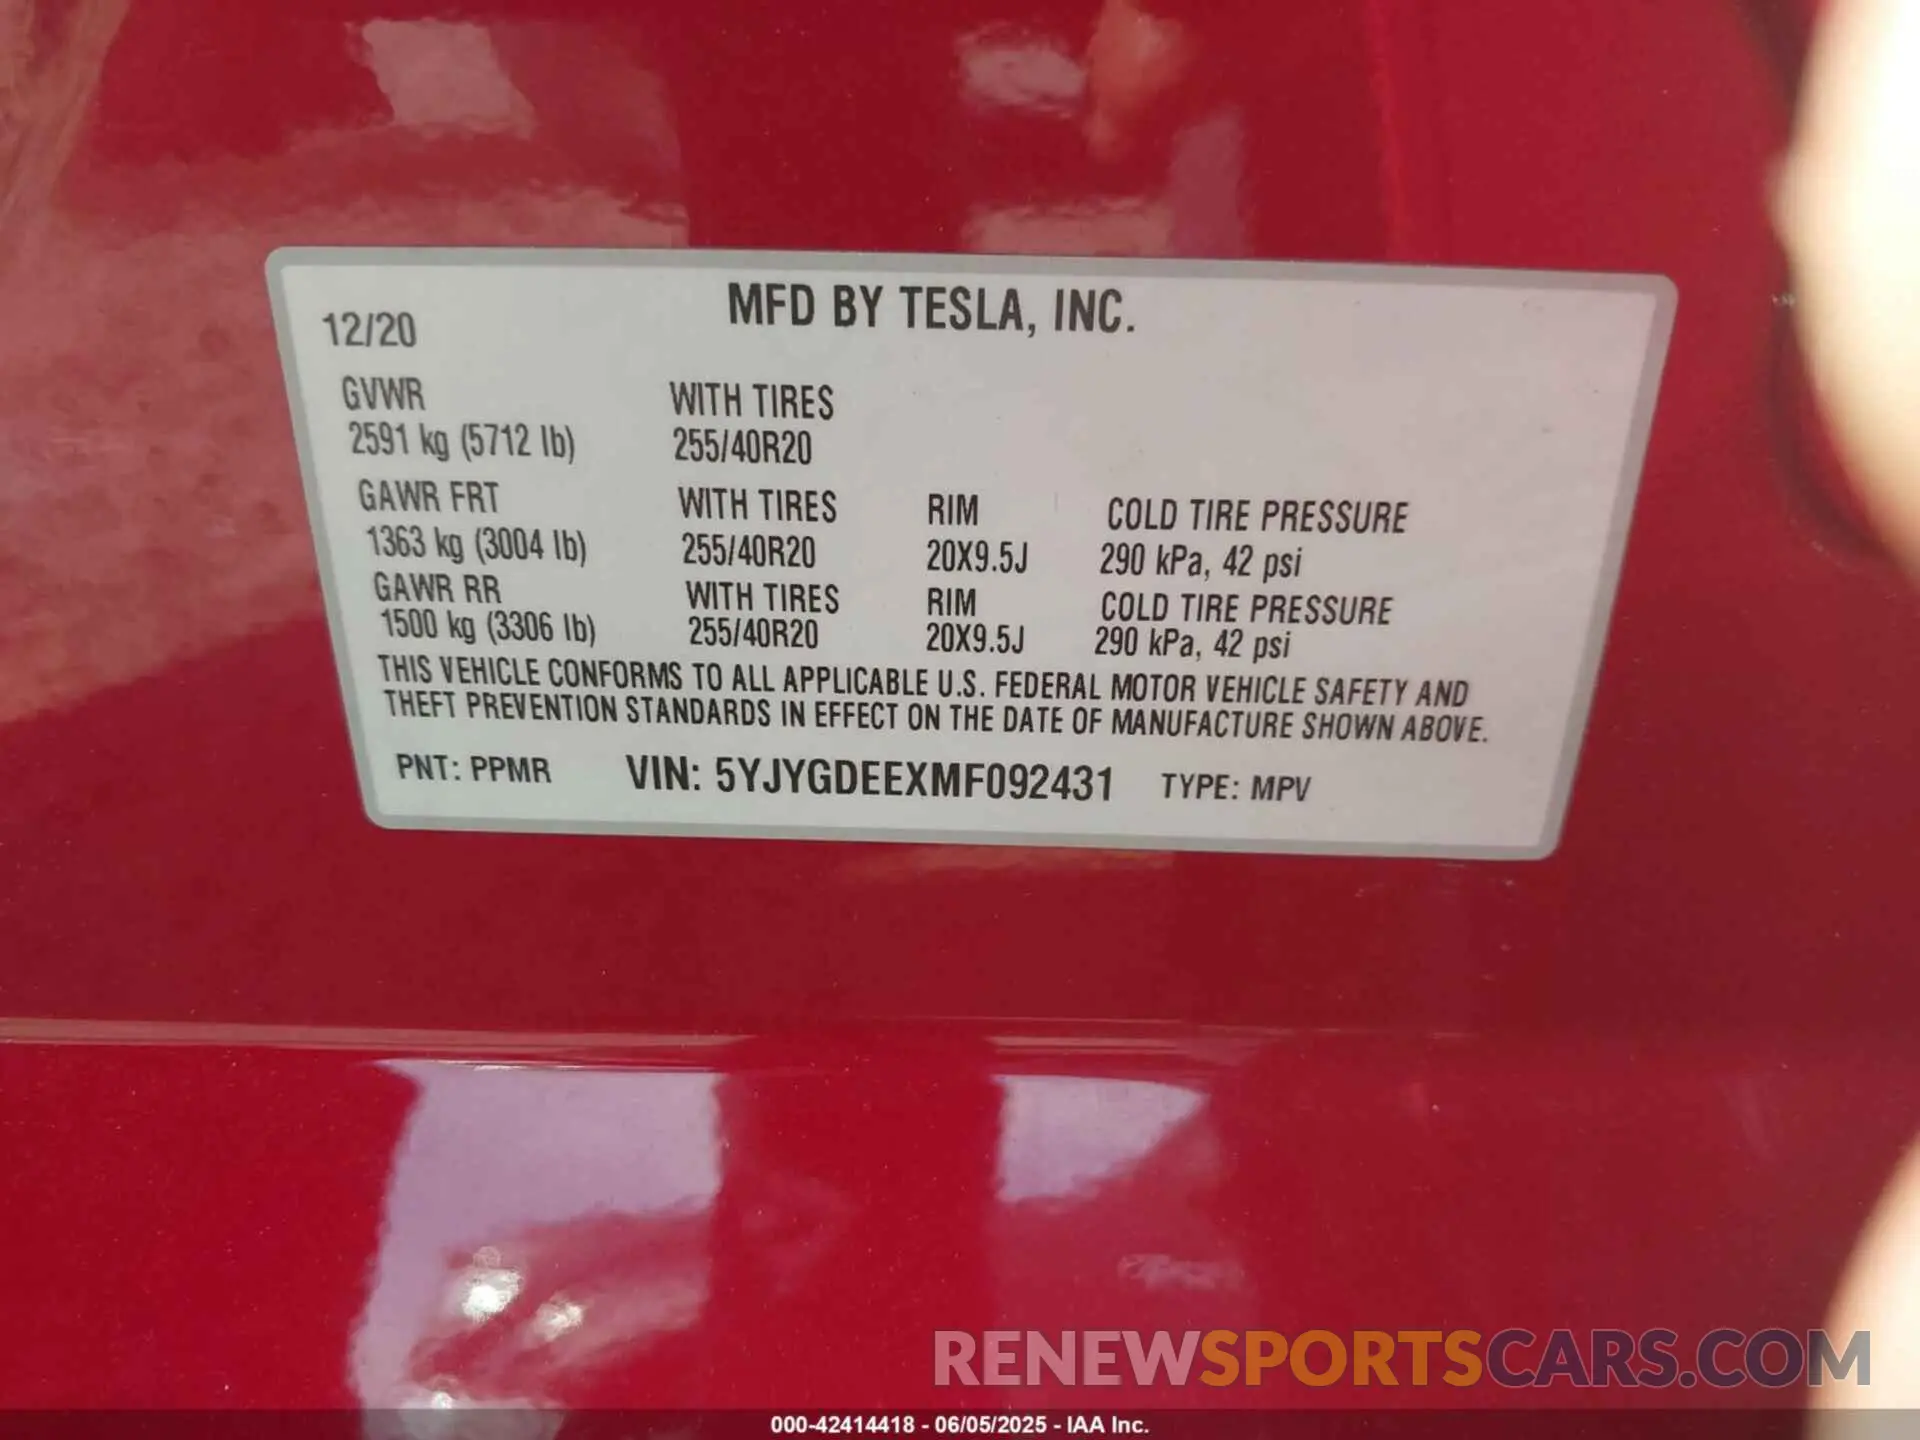 MFD BY TESLA, INC.
12/20
GVWR WITH TIRES
2591 kg (5712 lb) 255/40R20
GAWR FRT WITH TIRES RIM COLD TIRE PRESSURE
1363 kg (3004 lb) 255/40R20 20X9.5J 290 kPa, 42 psi
GAWR RR WITH TIRES RIM COLD TIRE PRESSURE
1500 kg (3306 lb) 255/40R20 20X9.5J 290 kPa, 42 psi
THIS VEHICLE CONFORMS TO ALL APPLICABLE U.S. FEDERAL MOTOR VEHICLE SAFETY AND
THEFT PREVENTION STANDARDS IN EFFECT ON THE DATE OF MANUFACTURE SHOWN ABOVE.
PNT: PPMR VIN: 5YJYGDEEXMF092431 TYPE: MPV
RENEWSPORTSCARS.COM
000-42414418 - 06/05/2025 - IAA Inc.